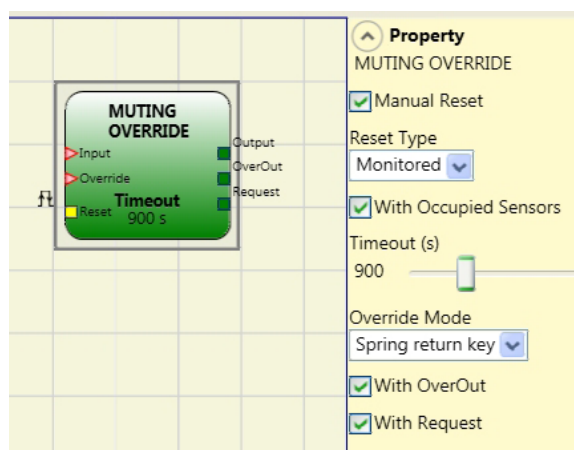 MUTING
OVERRIDE
Input
Override
Reset
Timeout
900 s
Output
OverOut
Request
Property
MUTING OVERRIDE
Manual Reset
Reset Type
Monitored
With Occupied Sensors
Timeout (s)
900
Override Mode
Spring return key
With OverOut
With Request